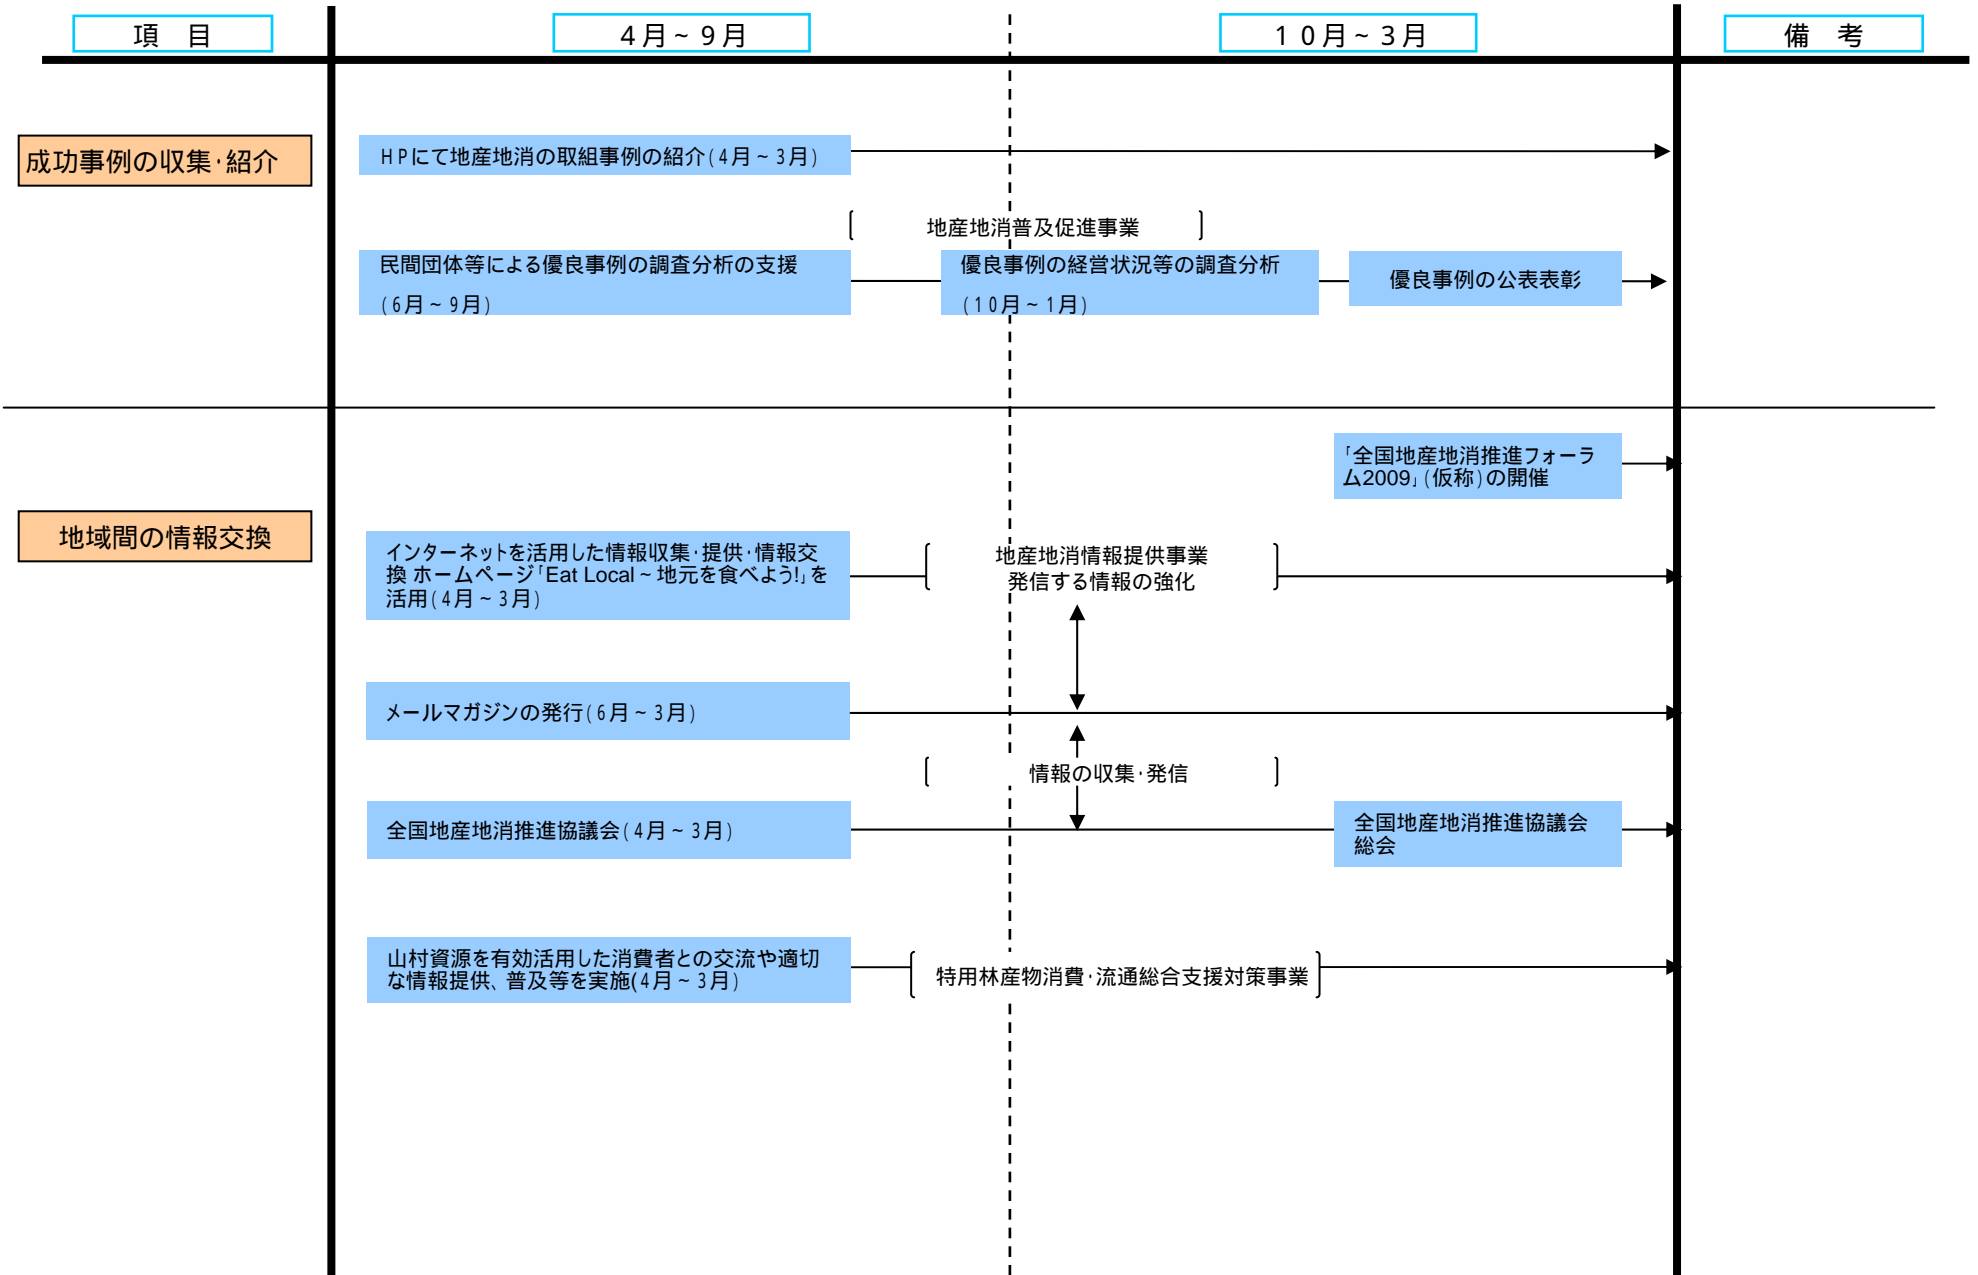 項　目
4月～9月
10月～3月
備　考
成功事例の収集・紹介
HPにて地産地消の取組事例の紹介(4月～3月)
地産地消普及促進事業
民間団体等による優良事例の調査分析の支援
(6月～9月)
優良事例の経営状況等の調査分析
(10月～1月)
優良事例の公表表彰
「全国地産地消推進フォーラ
ム2009」(仮称)の開催
地域間の情報交換
インターネットを活用した情報収集・提供・情報交
換 ホームページ「Eat Local～地元を食べよう!」を
活用(4月～3月)
地産地消情報提供事業
発信する情報の強化
メールマガジンの発行(6月～3月)
情報の収集・発信
全国地産地消推進協議会(4月～3月)
全国地産地消推進協議会
総会
山村資源を有効活用した消費者との交流や適切
な情報提供、普及等を実施(4月～3月)
特用林産物消費・流通総合支援対策事業